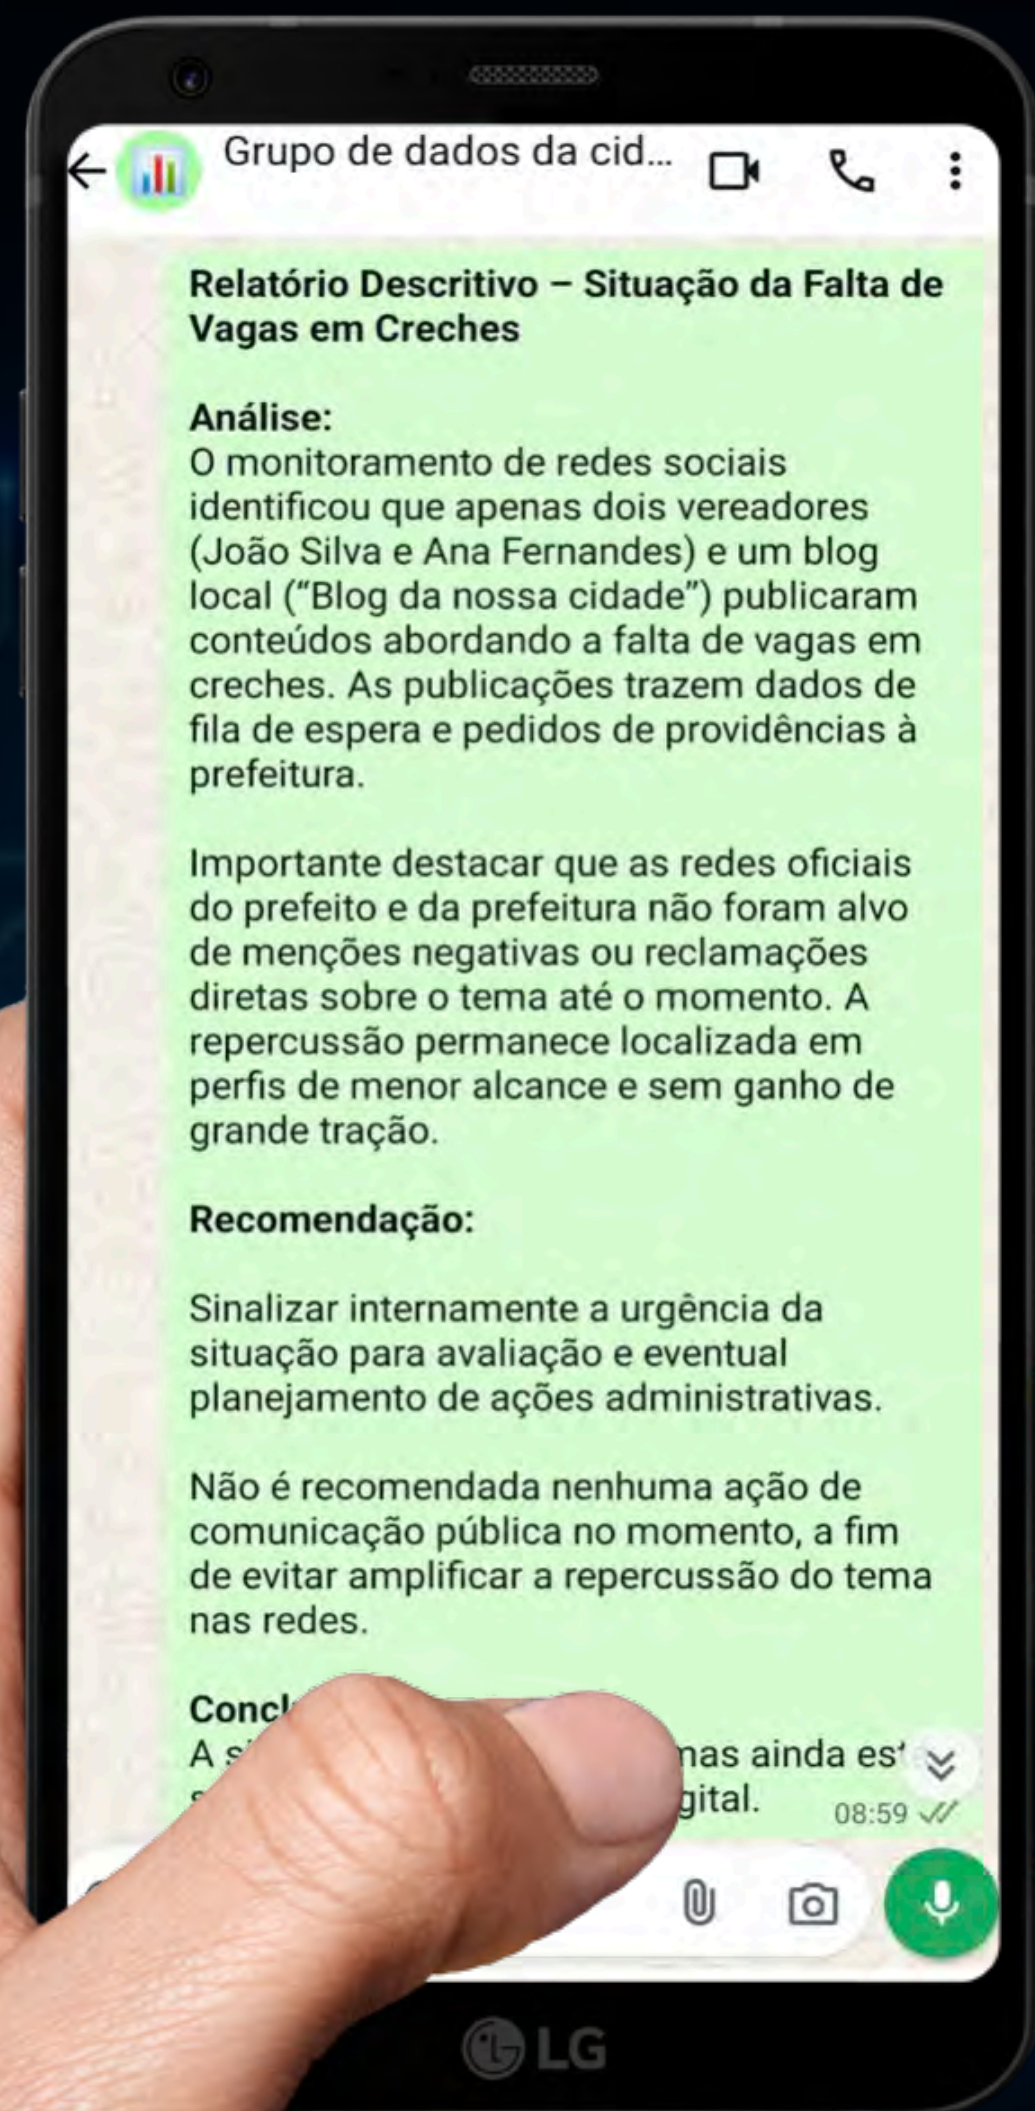 Grupo de dados da cid...
Relatório Descritivo – Situação da Falta de
Vagas em Creches
Análise:
O monitoramento de redes sociais
identificou que apenas dois vereadores
(João Silva e Ana Fernandes) e um blog
local (“Blog da nossa cidade”) publicaram
conteúdos abordando a falta de vagas em
creches. As publicações trazem dados de
fila de espera e pedidos de providências à
prefeitura.
Importante destacar que as redes oficiais
do prefeito e da prefeitura não foram alvo
de menções negativas ou reclamações
diretas sobre o tema até o momento. A
repercussão permanece localizada em
perfis de menor alcance e sem ganho de
grande tração.
Recomendação:
Sinalizar internamente a urgência da
situação para avaliação e eventual
planejamento de ações administrativas.
Não é recomendada nenhuma ação de
comunicação pública no momento, a fim
de evitar amplificar a repercussão do tema
nas redes.
A ainda
08:59
LG